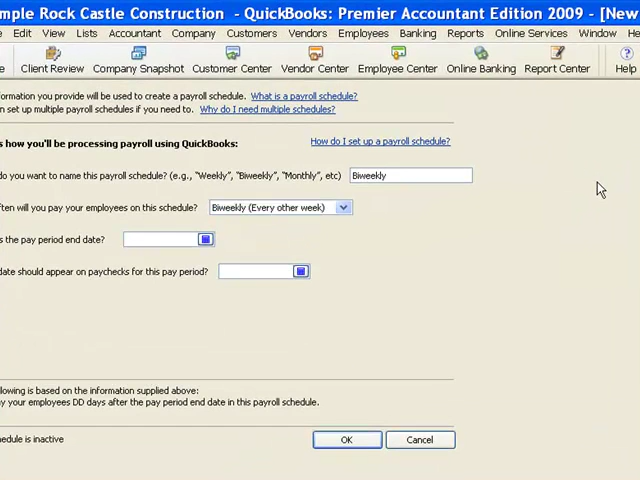 mple Rock Castle Construction - QuickBooks: Premier Accountant Edition 2009 - [New
Edit View Lists Accountant Company Customers Vendors Employees Banking Reports Online Services Window He
e Client Review Company Snapshot Customer Center Vendor Center Employee Center Online Banking Report Center Help
formation you provide will be used to create a payroll schedule. What is a payroll schedule?
n set up multiple payroll schedules if you need to. Why do I need multiple schedules?
s how you'll be processing payroll using QuickBooks: How do I set up a payroll schedule?
do you want to name this payroll schedule? (e.g., "Weekly", "Biweekly", "Monthly", etc) Biweekly
ften will you pay your employees on this schedule? Biweekly (Every other week)
s the pay period end date?
date should appear on paychecks for this pay period?
lowing is based on the information supplied above:
y your employees DD days after the pay period end date in this payroll schedule.
hedule is inactive OK Cancel